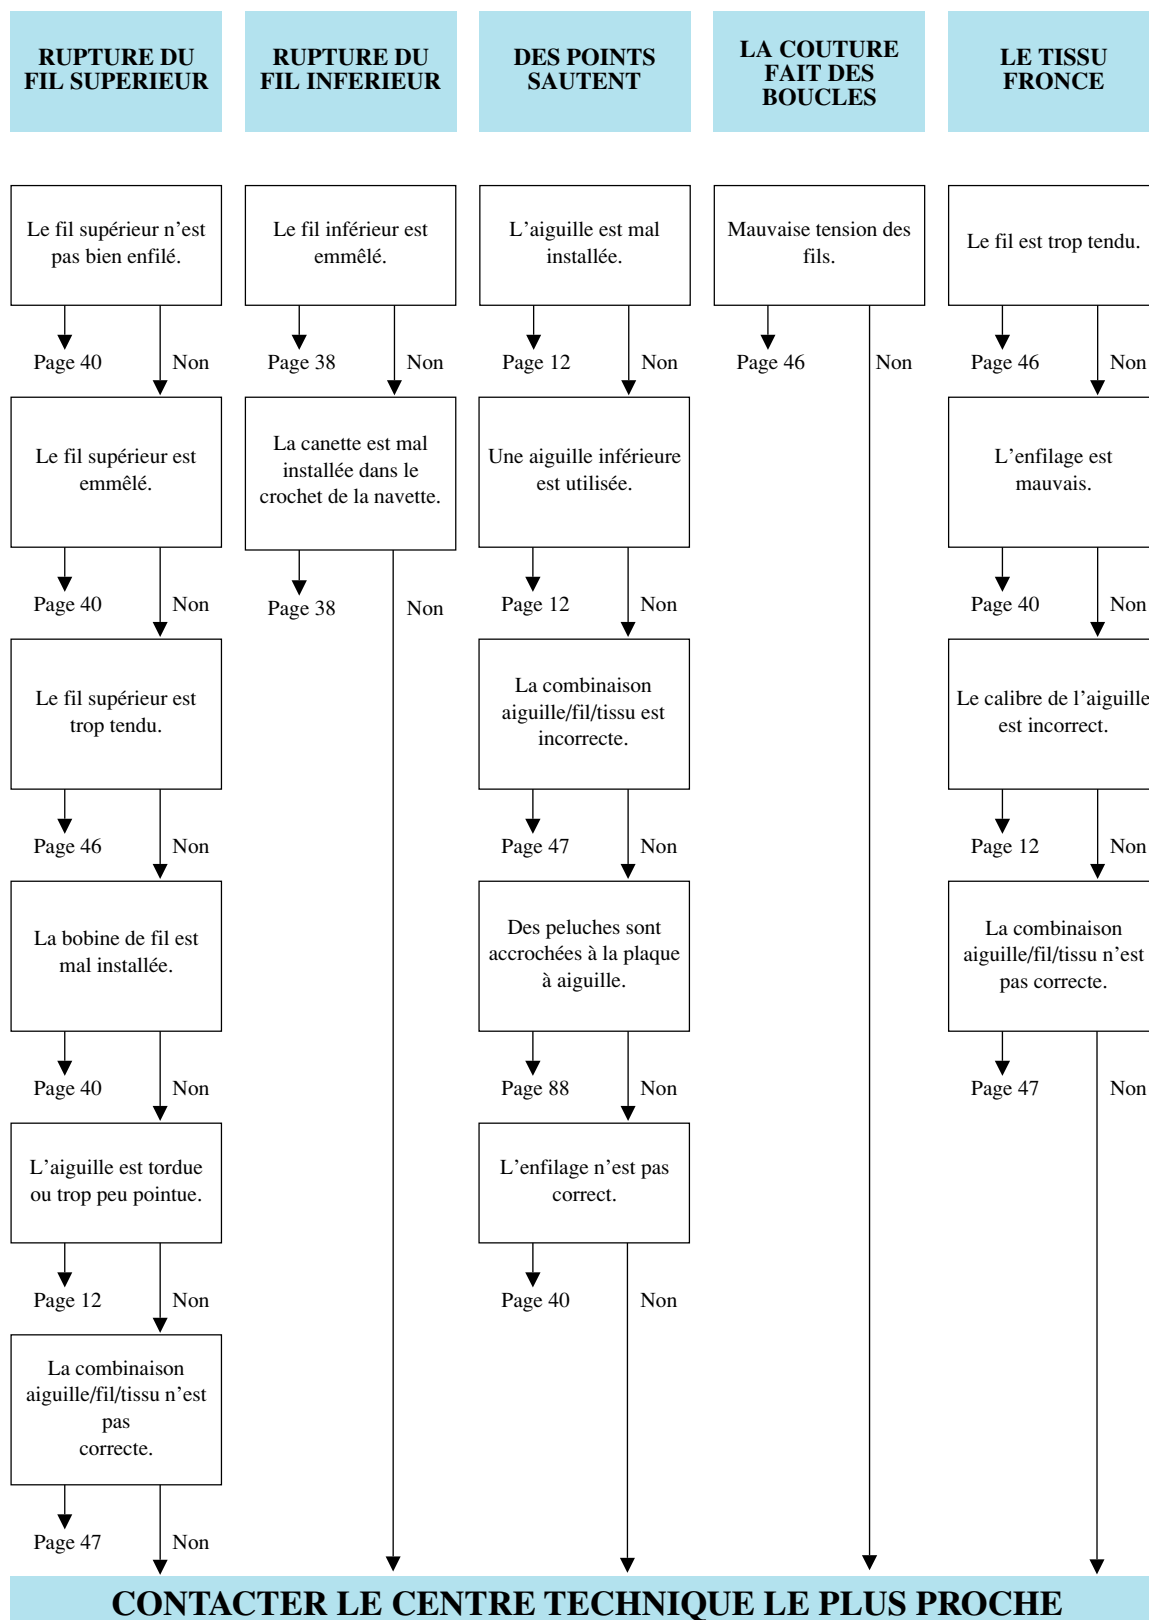 RUPTURE DU
FIL SUPERIEUR
RUPTURE DU
FIL INFERIEUR
DES POINTS
SAUTENT
LA COUTURE
FAIT DES
BOUCLES
LE TISSU
FRONCE
Le fil supérieur n’est
pas bien enfilé.
Page 40
Non
Le fil supérieur est
emmêlé.
Page 40
Non
Le fil supérieur est
trop tendu.
Page 46
Non
La bobine de fil est
mal installée.
Page 40
Non
L’aiguille est tordue
ou trop peu pointue.
Page 12
Non
La combinaison
aiguille/fil/tissu n’est
pas
correcte.
Page 47
Non
Le fil inférieur est
emmêlé.
Page 38
Non
La canette est mal
installée dans le
crochet de la navette.
Page 38
Non
L’aiguille est mal
installée.
Page 12
Non
Une aiguille inférieure
est utilisée.
Page 12
Non
La combinaison
aiguille/fil/tissu est
incorrecte.
Page 47
Non
Des peluches sont
accrochées à la plaque
à aiguille.
Page 88
Non
L’enfilage n’est pas
correct.
Page 40
Non
Mauvaise tension des
fils.
Page 46
Non
Le fil est trop tendu.
Page 46
Non
L’enfilage est
mauvais.
Page 40
Non
Le calibre de l’aiguille
est incorrect.
Page 12
Non
La combinaison
aiguille/fil/tissu n’est
pas correcte.
Page 47
Non
CONTACTER LE CENTRE TECHNIQUE LE PLUS PROCHE